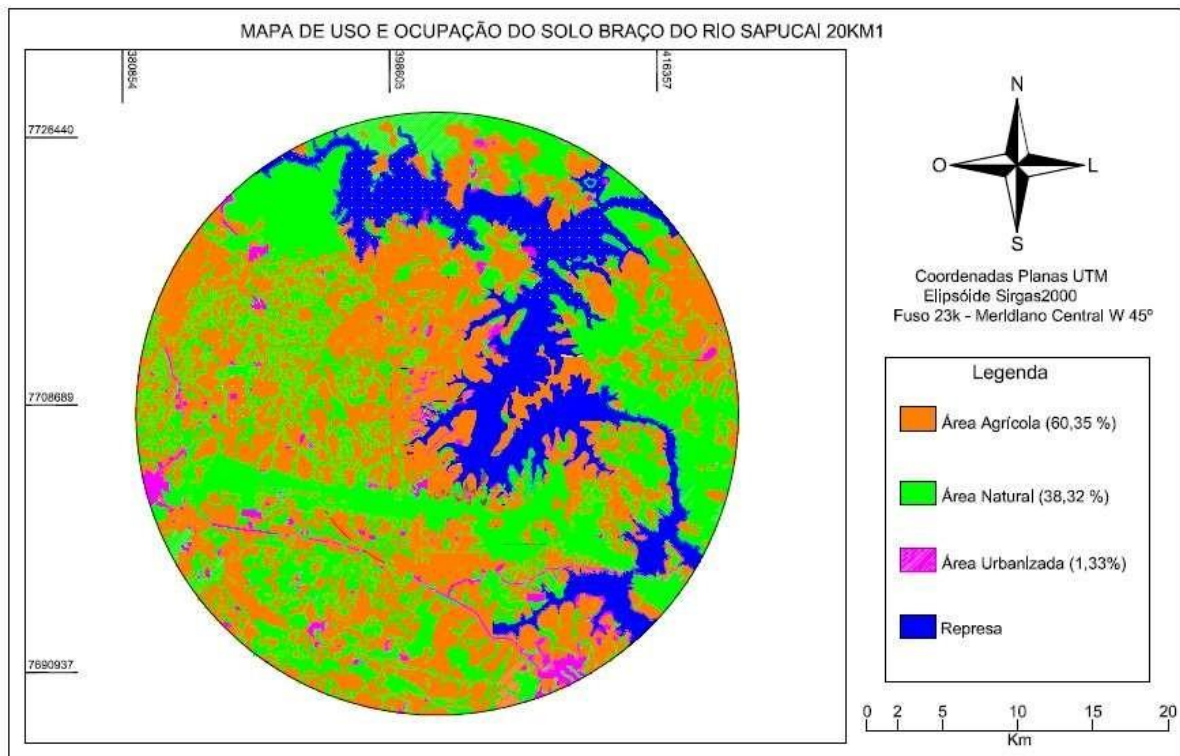 MAPA DE USO E OCUPAÇÃO DO SOLO BRAÇO DO RIO SAPUCAI 20KM1
380854
398605
416357
7726440
7708689
7690937
N
O
L
S
Coordenadas Planas UTM
Elipsóide Sirgas2000
Fuso 23k - Meridiano Central W 45º
Legenda
Área Agrícola (60,35 %)
Área Natural (38,32 %)
Área Urbanizada (1,33%)
Represa
0 2 5 10 15 20
Km